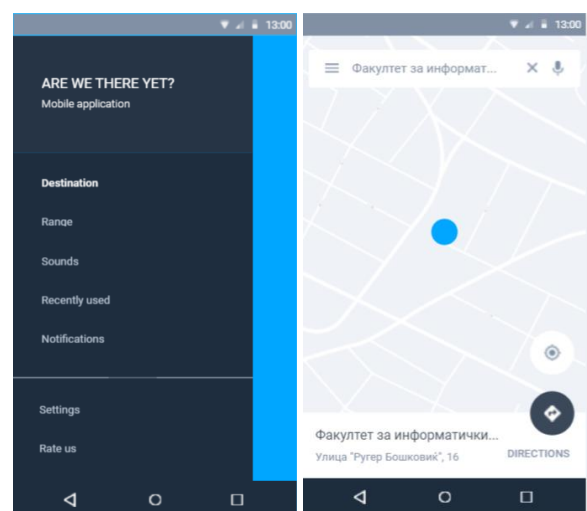 13:00
ARE WE THERE YET?
Mobile application
Destination
Range
Sounds
Recently used
Notifications
Settings
Rate us
13:00
Факултет за информат...
Факултет за информатички...
Улица "Руѓер Бошковиќ", 16
DIRECTIONS